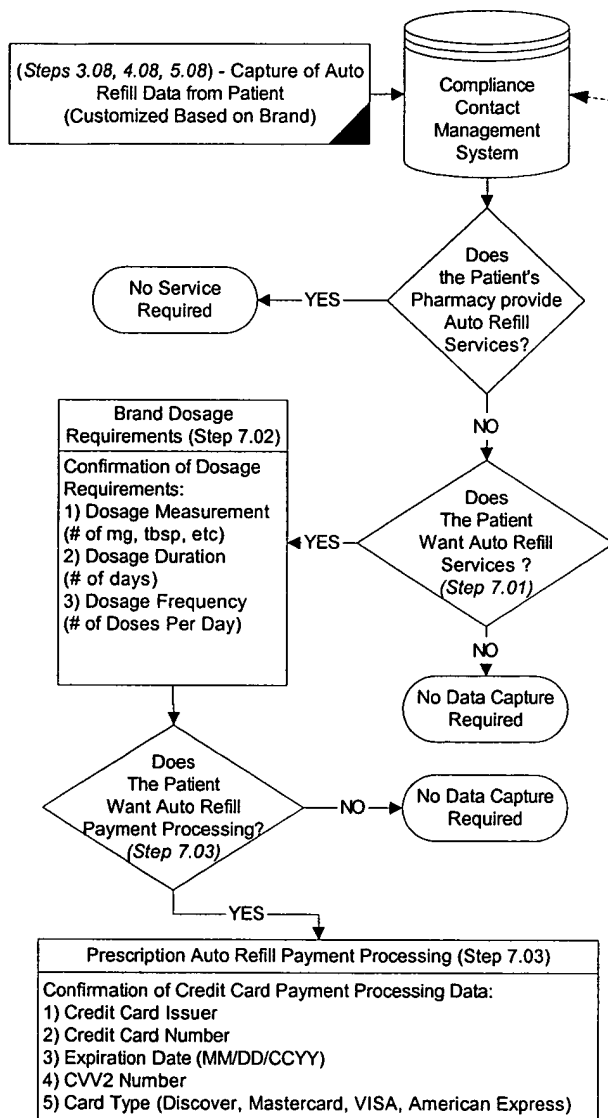 (Steps 3.08, 4.08, 5.08) - Capture of Auto
Refill Data from Patient
(Customized Based on Brand)
Compliance
Contact
Management
System
Does
the Patient's
Pharmacy provide
Auto Refill
Services?
YES
No Service
Required
NO
Brand Dosage
Requirements (Step 7.02)
Confirmation of Dosage
Requirements:
1) Dosage Measurement
(# of mg, tbsp, etc)
2) Dosage Duration
(# of days)
3) Dosage Frequency
(# of Doses Per Day)
Does
The Patient
Want Auto Refill
Services ?
(Step 7.01)
YES
NO
No Data Capture
Required
Does
The Patient
Want Auto Refill
Payment Processing?
(Step 7.03)
NO
No Data Capture
Required
YES
Prescription Auto Refill Payment Processing (Step 7.03)
Confirmation of Credit Card Payment Processing Data:
1) Credit Card Issuer
2) Credit Card Number
3) Expiration Date (MM/DD/CCYY)
4) CVV2 Number
5) Card Type (Discover, Mastercard, VISA, American Express)